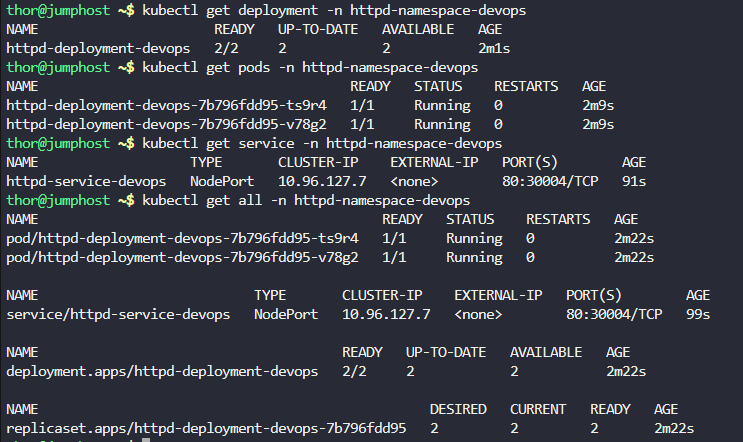 thor@jumphost ~$ kubectl get deployment -n httpd-namespace-devops
NAME READY UP-TO-DATE AVAILABLE AGE
httpd-deployment-devops 2/2 2 2 2m1s
thor@jumphost ~$ kubectl get pods -n httpd-namespace-devops
NAME READY STATUS RESTARTS AGE
httpd-deployment-devops-7b796fdd95-ts9r4 1/1 Running 0 2m9s
httpd-deployment-devops-7b796fdd95-v78g2 1/1 Running 0 2m9s
thor@jumphost ~$ kubectl get service -n httpd-namespace-devops
NAME TYPE CLUSTER-IP EXTERNAL-IP PORT(S) AGE
httpd-service-devops NodePort 10.96.127.7 <none> 80:30004/TCP 91s
thor@jumphost ~$ kubectl get all -n httpd-namespace-devops
NAME READY STATUS RESTARTS AGE
pod/httpd-deployment-devops-7b796fdd95-ts9r4 1/1 Running 0 2m22s
pod/httpd-deployment-devops-7b796fdd95-v78g2 1/1 Running 0 2m22s
NAME TYPE CLUSTER-IP EXTERNAL-IP PORT(S) AGE
service/httpd-service-devops NodePort 10.96.127.7 <none> 80:30004/TCP 99s
NAME READY UP-TO-DATE AVAILABLE AGE
deployment.apps/httpd-deployment-devops 2/2 2 2 2m22s
NAME DESIRED CURRENT READY AGE
replicaset.apps/httpd-deployment-devops-7b796fdd95 2 2 2 2m22s